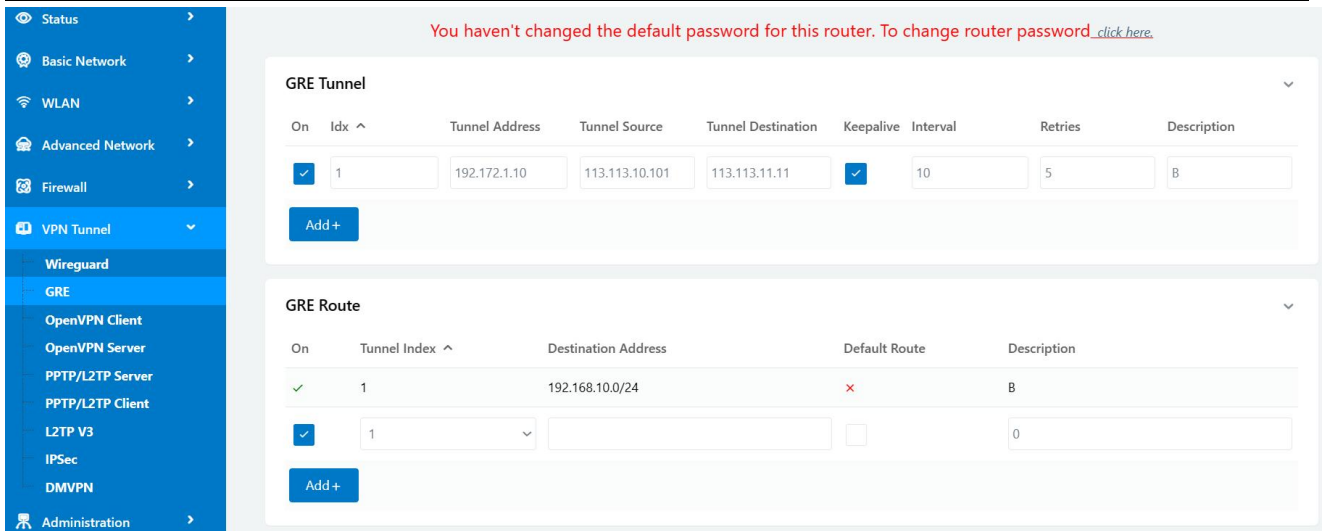 Status
Basic Network
WLAN
Advanced Network
Firewall
VPN Tunnel
Wireguard
GRE
OpenVPN Client
OpenVPN Server
PPTP/L2TP Server
PPTP/L2TP Client
L2TP V3
IPSec
DMVPN
Administration
You haven't changed the default password for this router. To change router password click here.
GRE Tunnel
On Idx Tunnel Address Tunnel Source Tunnel Destination Keepalive Interval Retries Description
1 192.172.1.10 113.113.10.101 113.113.11.11 10 5 B
Add+
GRE Route
On Tunnel Index Destination Address Default Route Description
1 192.168.10.0/24 B
1 0
Add+